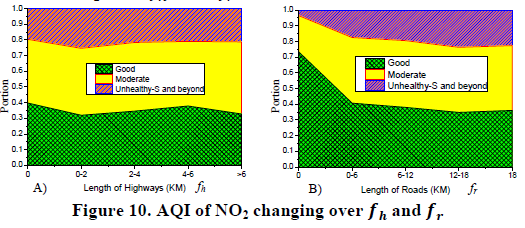 1.0
0.9
0.8
0.7
0.6
0.5
0.4
0.3
0.2
0.1
0.0
Portion
Good
Moderate
Unhealthy-S and beyond
0 0-2 2-4 4-6 >6
A) Length of Highways (KM) f_h
1.0
0.9
0.8
0.7
0.6
0.5
0.4
0.3
0.2
0.1
0.0
Portion
Good
Moderate
Unhealthy-S and beyond
0 0-6 6-12 12-18 18
B) Length of Roads (KM) f_r
Figure 10. AQI of NO₂ changing over f_h and f_r